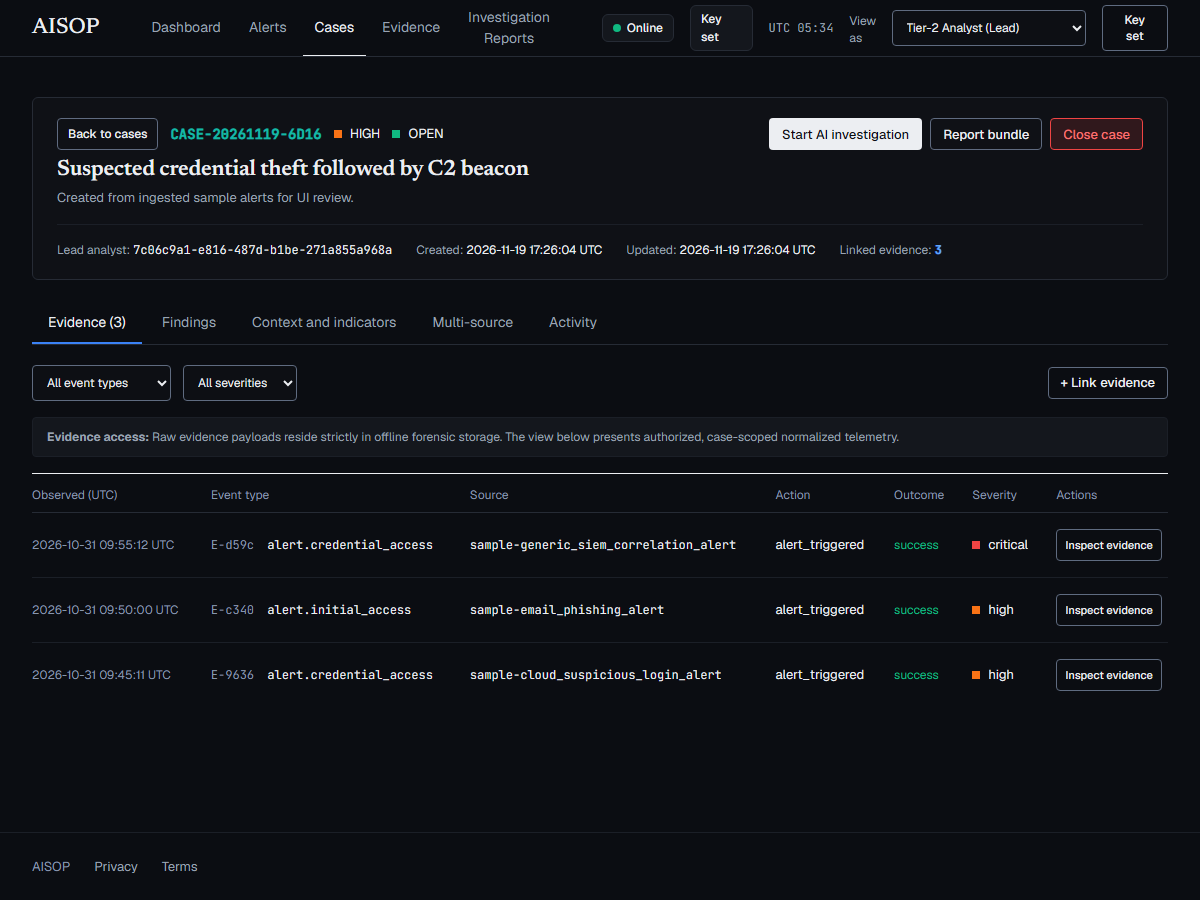 AISOP
Dashboard
Alerts
Cases
Evidence
Investigation
Reports
Online
Key
set
UTC 05:34
View
as
Tier-2 Analyst (Lead)
Key
set
Back to cases
CASE-20261119-6D16
HIGH
OPEN
Start AI investigation
Report bundle
Close case
Suspected credential theft followed by C2 beacon
Created from ingested sample alerts for UI review.
Lead analyst: 7c06c9a1-e816-487d-b1be-271a855a968a
Created: 2026-11-19 17:26:04 UTC
Updated: 2026-11-19 17:26:04 UTC
Linked evidence: 3
Evidence (3)
Findings
Context and indicators
Multi-source
Activity
All event types
All severities
+ Link evidence
Evidence access: Raw evidence payloads reside strictly in offline forensic storage. The view below presents authorized, case-scoped normalized telemetry.
Observed (UTC) Event type Source Action Outcome Severity Actions
2026-10-31 09:55:12 UTC E-d59c alert.credential_access sample-generic_siem_correlation_alert alert_triggered success critical Inspect evidence
2026-10-31 09:50:00 UTC E-c340 alert.initial_access sample-email_phishing_alert alert_triggered success high Inspect evidence
2026-10-31 09:45:11 UTC E-9636 alert.credential_access sample-cloud_suspicious_login_alert alert_triggered success high Inspect evidence
AISOP
Privacy
Terms